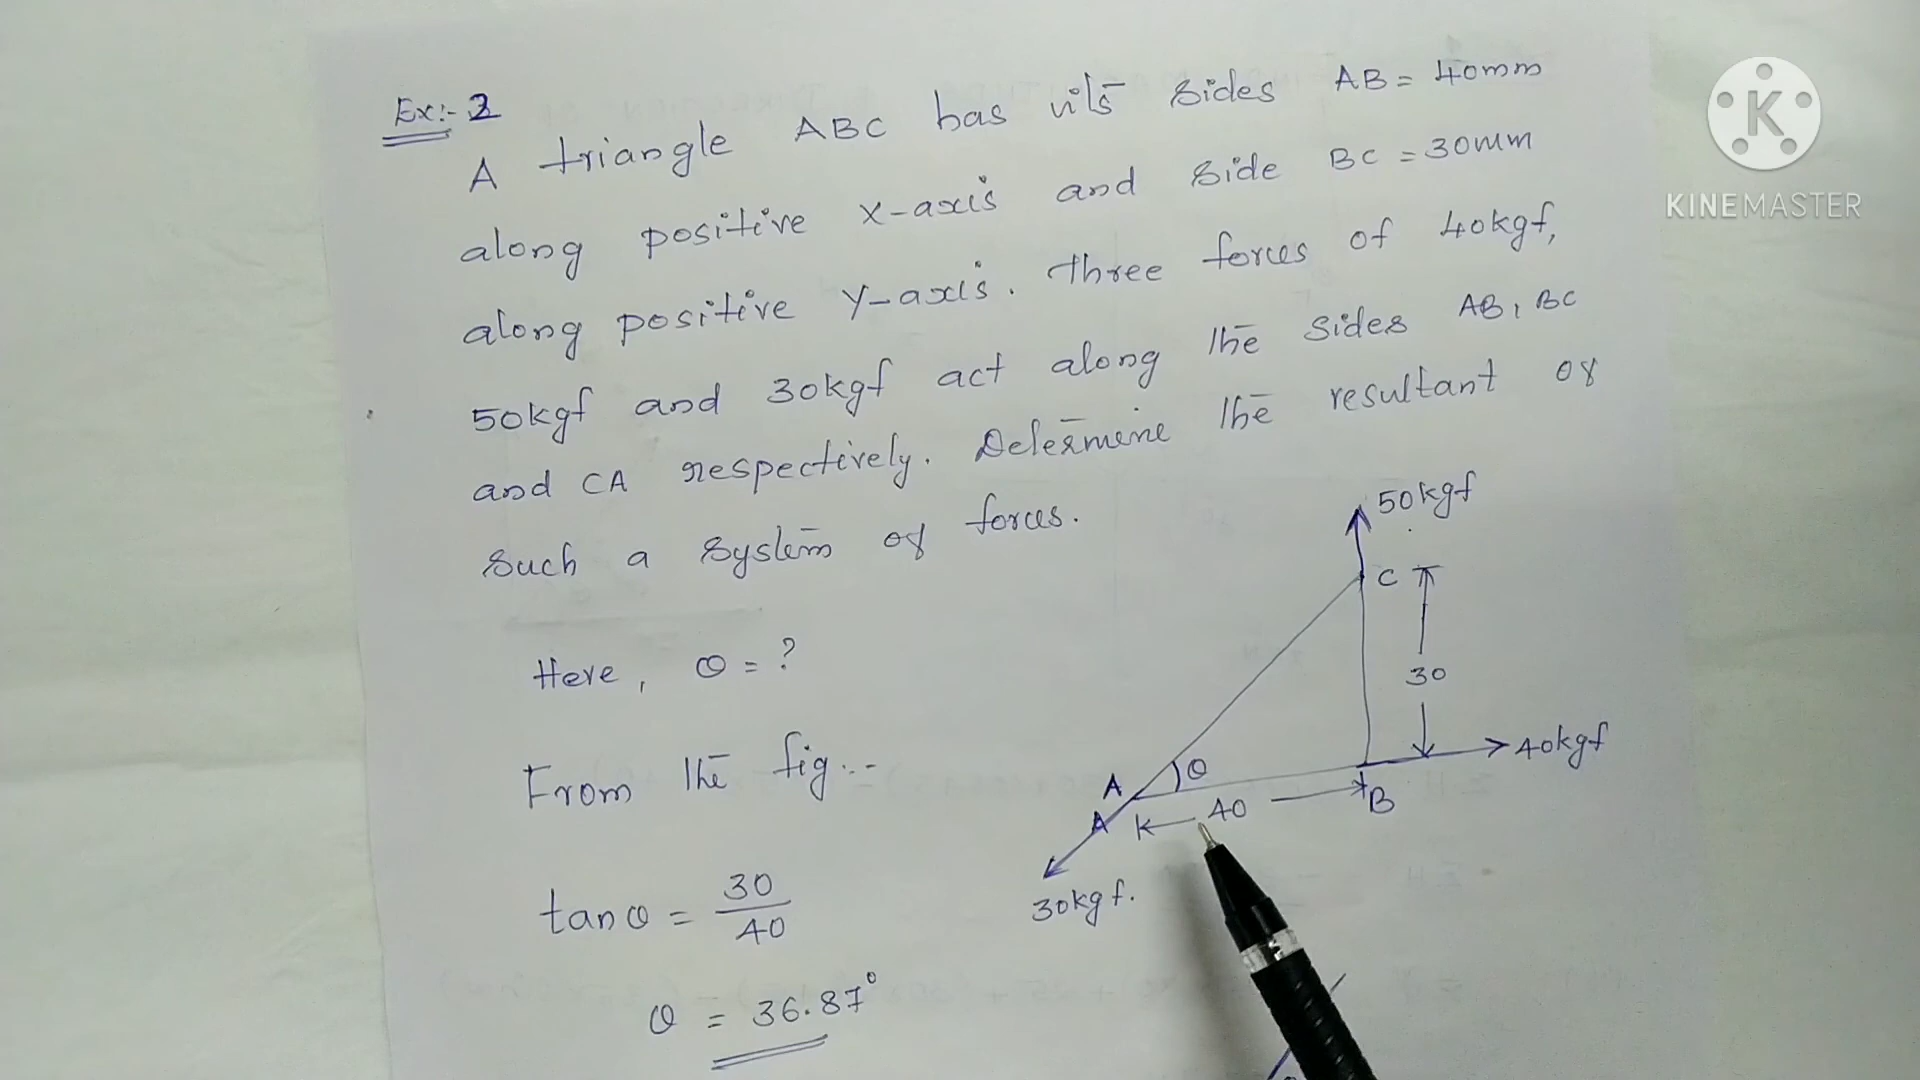 Ex:- 2
A triangle ABC has its sides AB = 40mm
along positive X-axis and side BC = 30mm
along positive Y-axis. Three forces of 40kgf,
50kgf and 30kgf act along the sides AB, BC
and CA respectively. Determine the resultant of
such a system of forces.
Here, θ = ?
From the fig:-
tanθ = 30/40
θ = 36.87°
50kgf
C
30
40kgf
A
θ
40
B
A
30kgf.
K
KINEMASTER